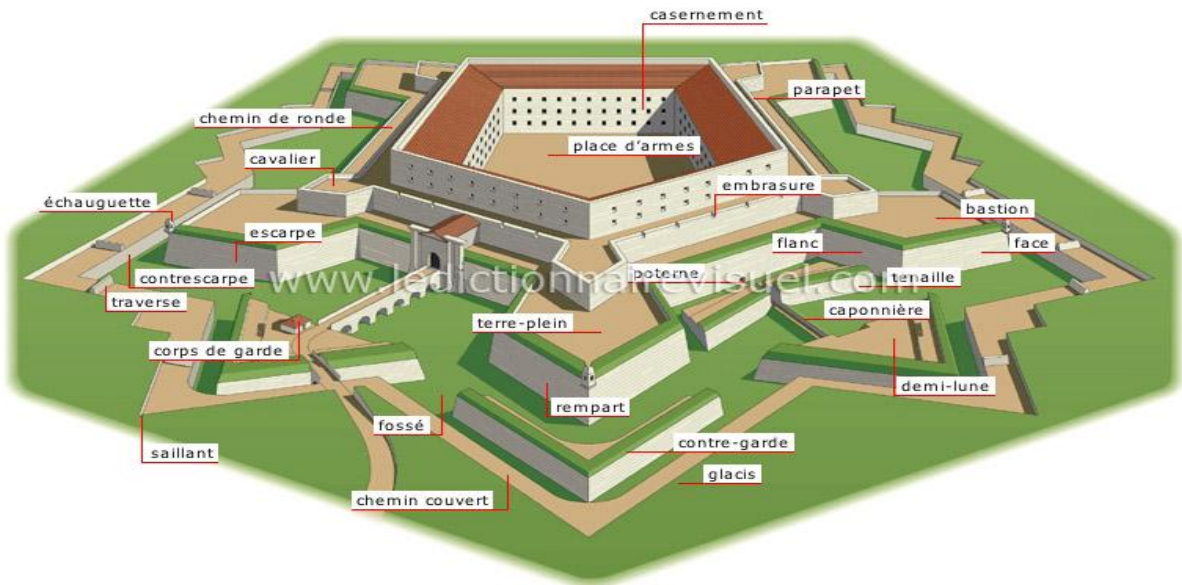 casernement
parapet
chemin de ronde
place d'armes
cavalier
embrasure
échauguette
bastion
escarpe
flanc
face
contrescarpe
www.ledictionnairevisuel.com
poterne
tenaille
traverse
caponnière
terre-plein
corps de garde
demi-lune
rempart
fossé
contre-garde
saillant
glacis
chemin couvert